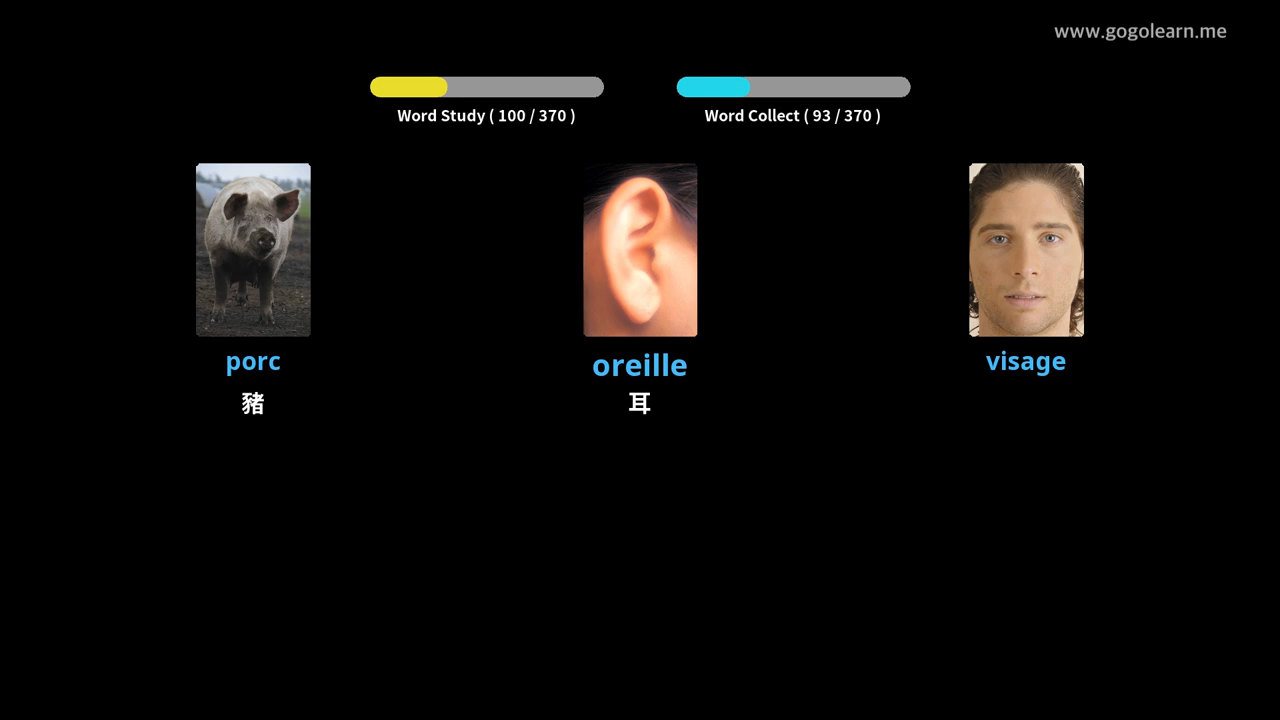 www.gogolearn.me
Word Study ( 100 / 370 )
Word Collect ( 93 / 370 )
porc
oreille
visage
豬
耳